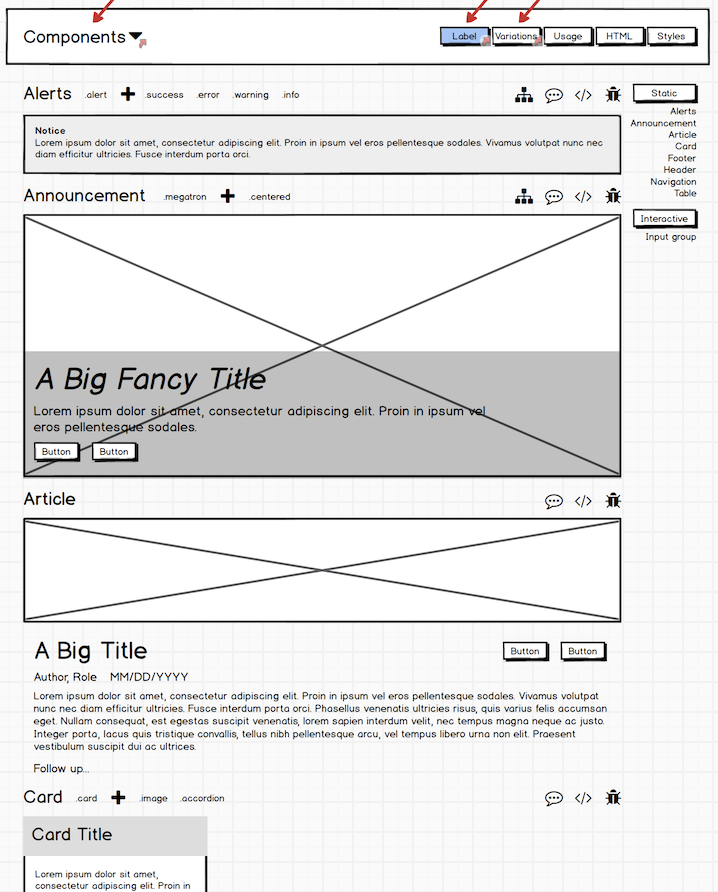 Components
Label Variations Usage HTML Styles
Alerts .alert .success .error .warning .info
Static
Alerts
Announcement
Article
Card
Footer
Header
Navigation
Table
Interactive
Input group
Notice
Lorem ipsum dolor sit amet, consectetur adipiscing elit. Proin in ipsum vel eros pellentesque sodales. Vivamus volutpat nunc nec
diam efficitur ultricies. Fusce interdum porta orci.
Announcement .megatron .centered
A Big Fancy Title
Lorem ipsum dolor sit amet, consectetur adipiscing elit. Proin in ipsum vel
eros pellentesque sodales.
Button Button
Article </>
A Big Title
Button Button
Author, Role MM/DD/YYYY
Lorem ipsum dolor sit amet, consectetur adipiscing elit. Proin in ipsum vel eros pellentesque sodales. Vivamus volutpat
nunc nec diam efficitur ultricies. Fusce interdum porta orci. Phasellus venenatis ultricies risus, quis varius felis accumsan
eget. Nullam consequat, est egestas suscipit venenatis, lorem sapien interdum velit, nec tempus magna neque ac justo.
Integer porta, lacus quis tristique convallis, tellus nibh pellentesque arcu, vel tempus libero urna non elit. Praesent
vestibulum suscipit dui ac ultrices.
Follow up...
Card .card .image .accordion
Card Title
Lorem ipsum dolor sit amet,
consectetur adipiscing elit. Proin in